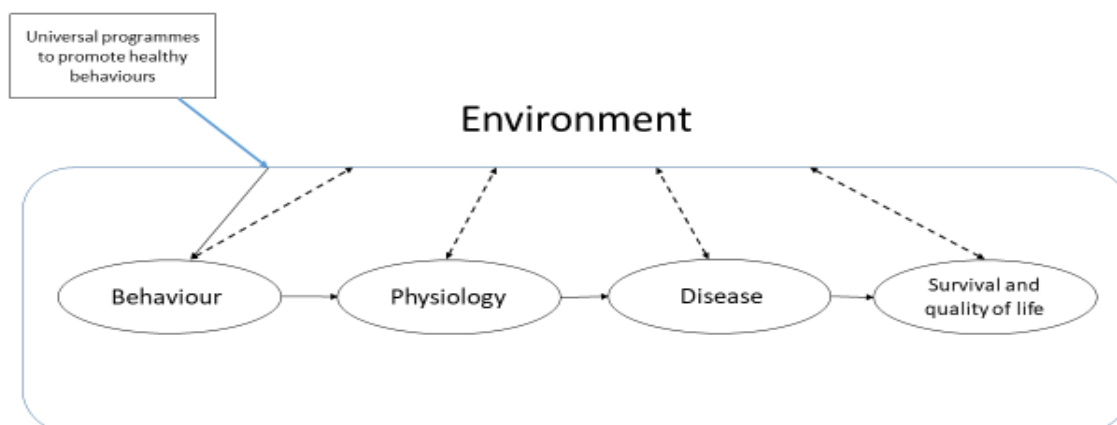 Universal programmes
to promote healthy
behaviours
Environment
Behaviour
Physiology
Disease
Survival and
quality of life